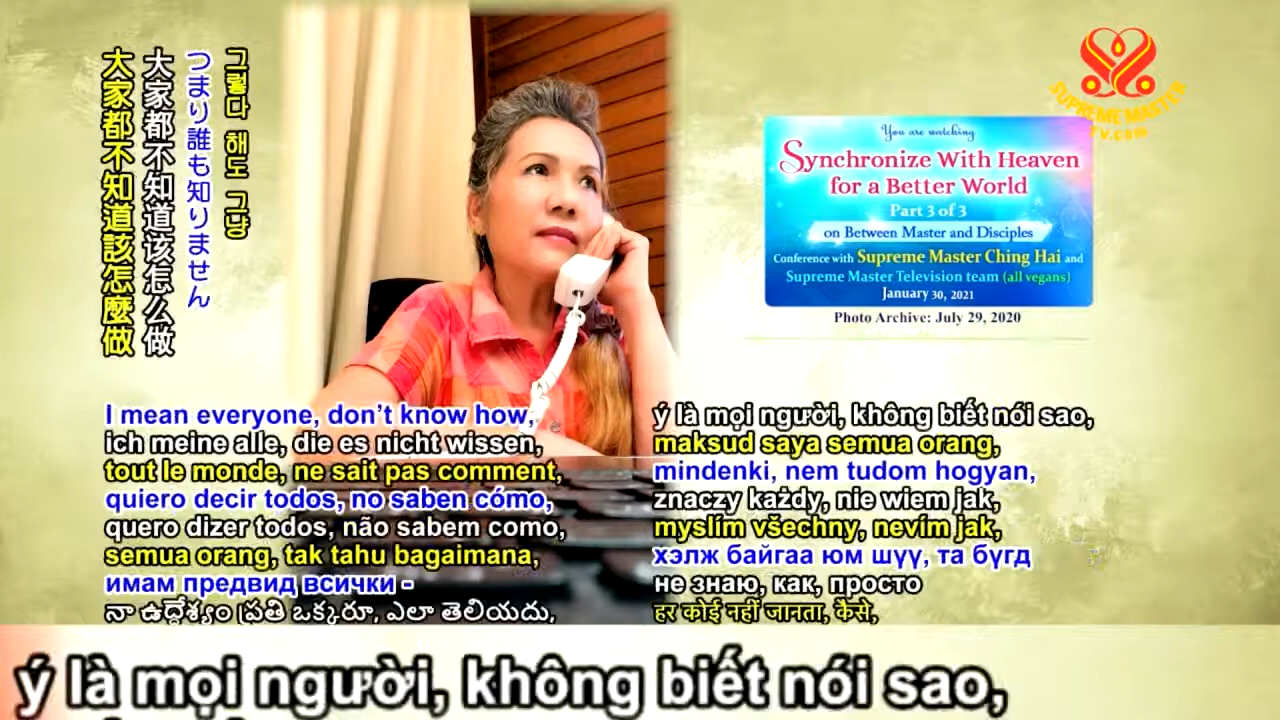 大家都不知道該怎麼做
大家都不知道该怎么做
つまり誰も知りません
그렇다 해도 그냥
SUPREME MASTER
TV.COM
You are watching
Synchronize With Heaven
for a Better World
Part 3 of 3
on Between Master and Disciples
Conference with Supreme Master Ching Hai and
Supreme Master Television team (all vegans)
January 30, 2021
Photo Archive: July 29, 2020
I mean everyone, don’t know how,
ich meine alle, die es nicht wissen,
tout le monde, ne sait pas comment,
quiero decir todos, no saben cómo,
quero dizer todos, não sabem como,
semua orang, tak tahu bagaimana,
имам предвид всички -
నా ఉద్దేశ్యం ప్రతి ఒక్కరూ, ఎలా తెలియదు,
ý là mọi người, không biết nói sao,
maksud saya semua orang,
mindenki, nem tudom hogyan,
znaczy każdy, nie wiem jak,
myslím všechny, nevím jak,
хэлж байгаа юм шүү, та бүгд
не знаю, как, просто
हर कोई नहीं जानता, कैसे,
ý là mọi người, không biết nói sao,